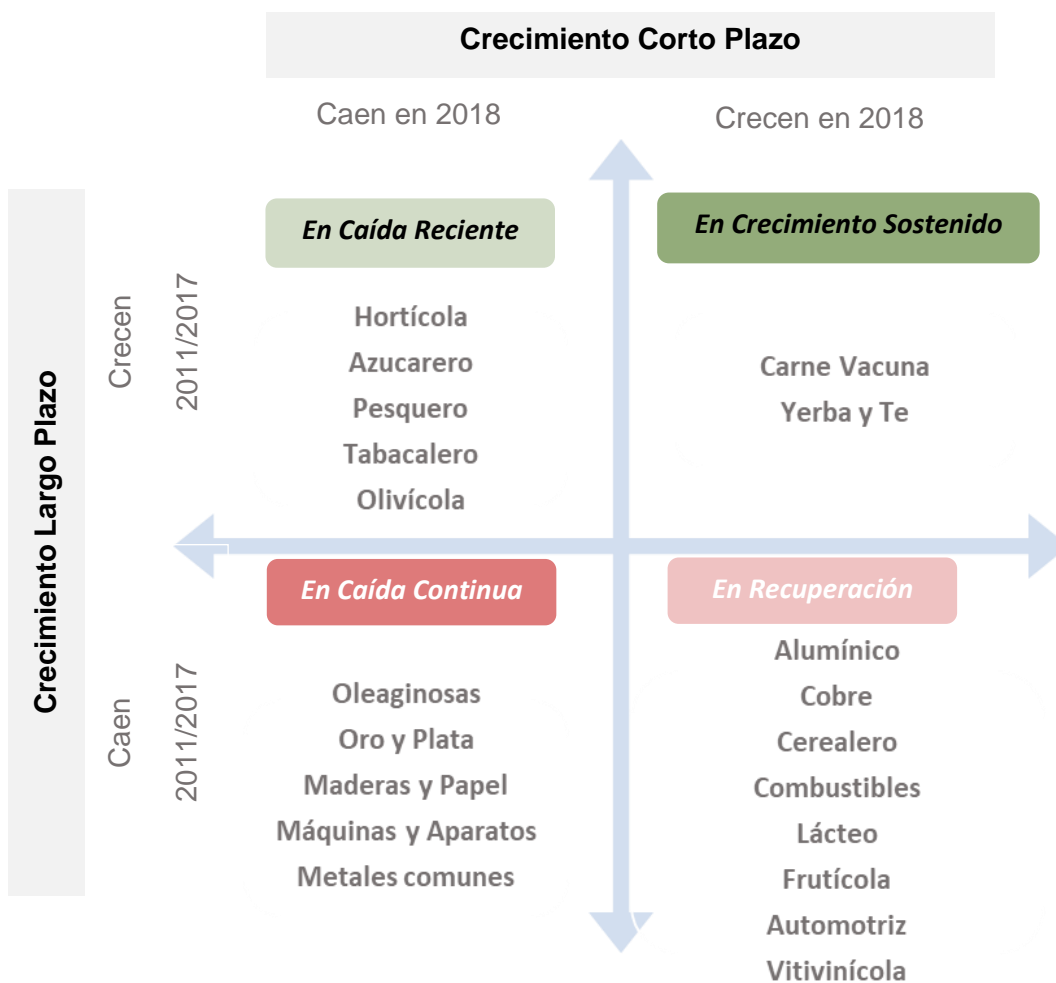 Crecimiento Corto Plazo
Caen en 2018
Crecen en 2018
Crecimiento Largo Plazo
Crecen
2011/2017
En Caída Reciente
Hortícola
Azucarero
Pesquero
Tabacalero
Olivícola
En Crecimiento Sostenido
Carne Vacuna
Yerba y Te
Caen
2011/2017
En Caída Continua
Oleaginosas
Oro y Plata
Maderas y Papel
Máquinas y Aparatos
Metales comunes
En Recuperación
Alumínico
Cobre
Cerealero
Combustibles
Lácteo
Frutícola
Automotriz
Vitivinícola